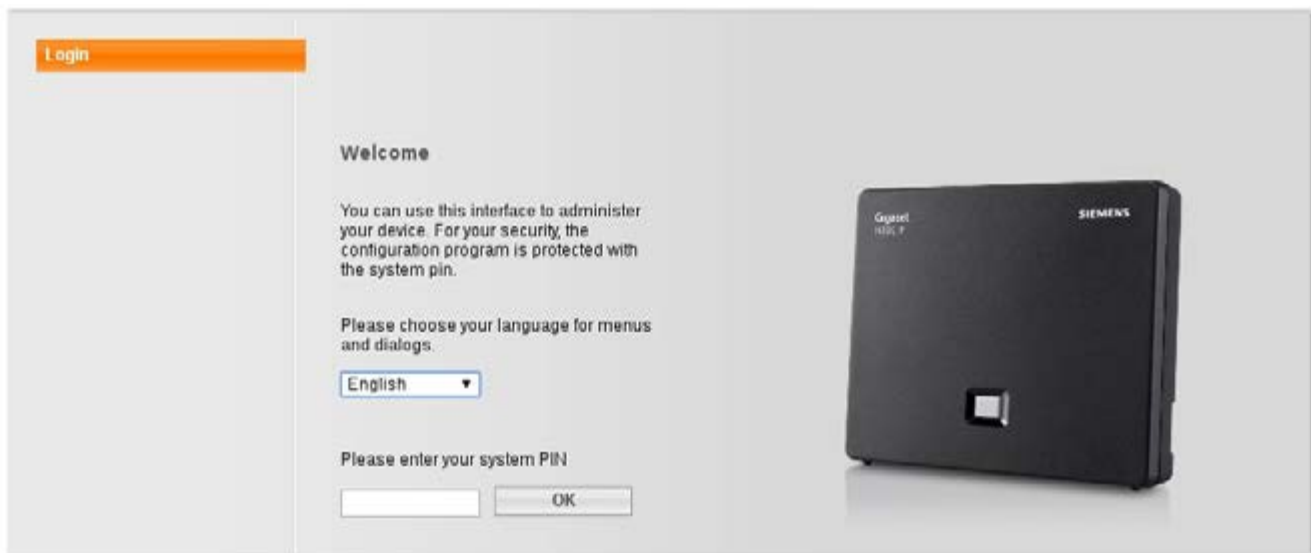 Login
Welcome
You can use this interface to administer
your device. For your security, the
configuration program is protected with
the system pin.
Please choose your language for menus
and dialogs.
English
Please enter your system PIN
OK
Gigaset
SIEMENS